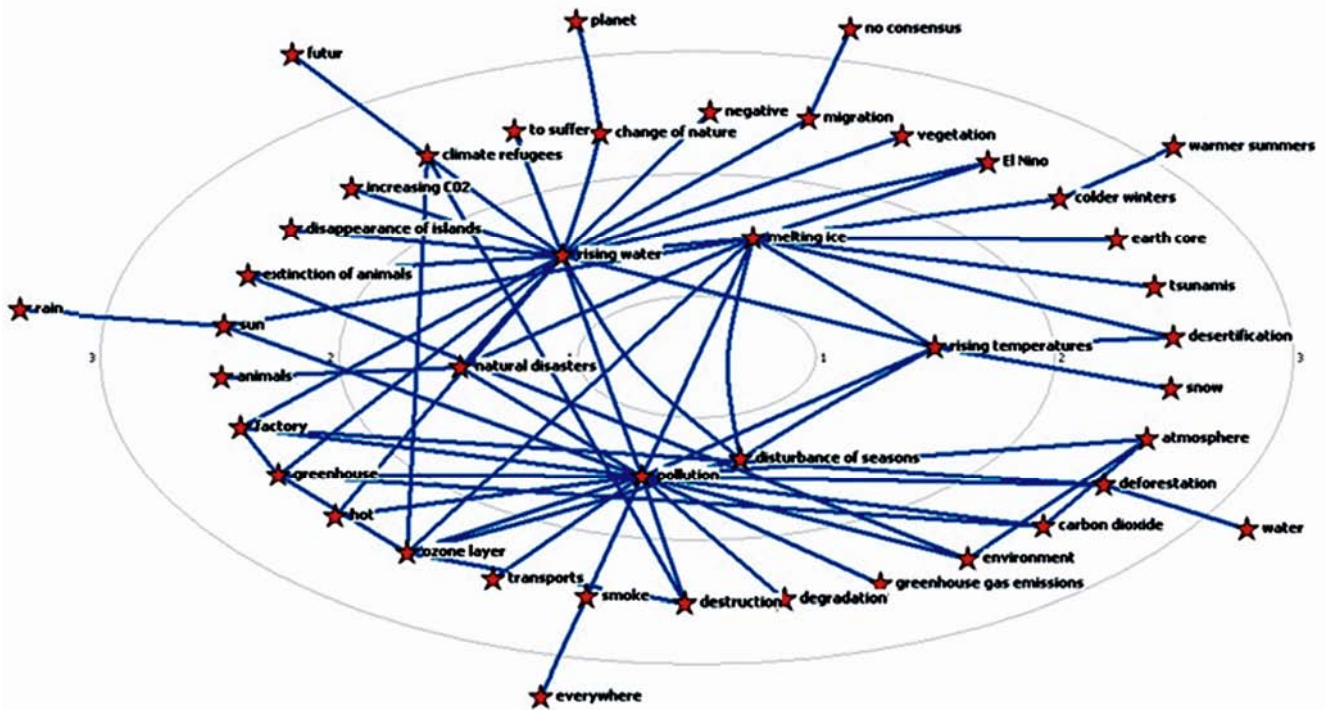 planet
no consensus
futur
negative
migration
to suffer
change of nature
vegetation
warmer summers
climate refugees
El Nino
increasing C02
colder winters
disappearance of islands
melting ice
earth core
rising water
extinction of animals
tsunamis
rain
sun
desertification
rising temperatures
3
2
1
1
2
3
natural disasters
animals
snow
factory
atmosphere
disturbance of seasons
greenhouse
pollution
deforestation
hot
carbon dioxide
water
ozone layer
environment
transports
greenhouse gas emissions
smoke
destruction
degradation
everywhere